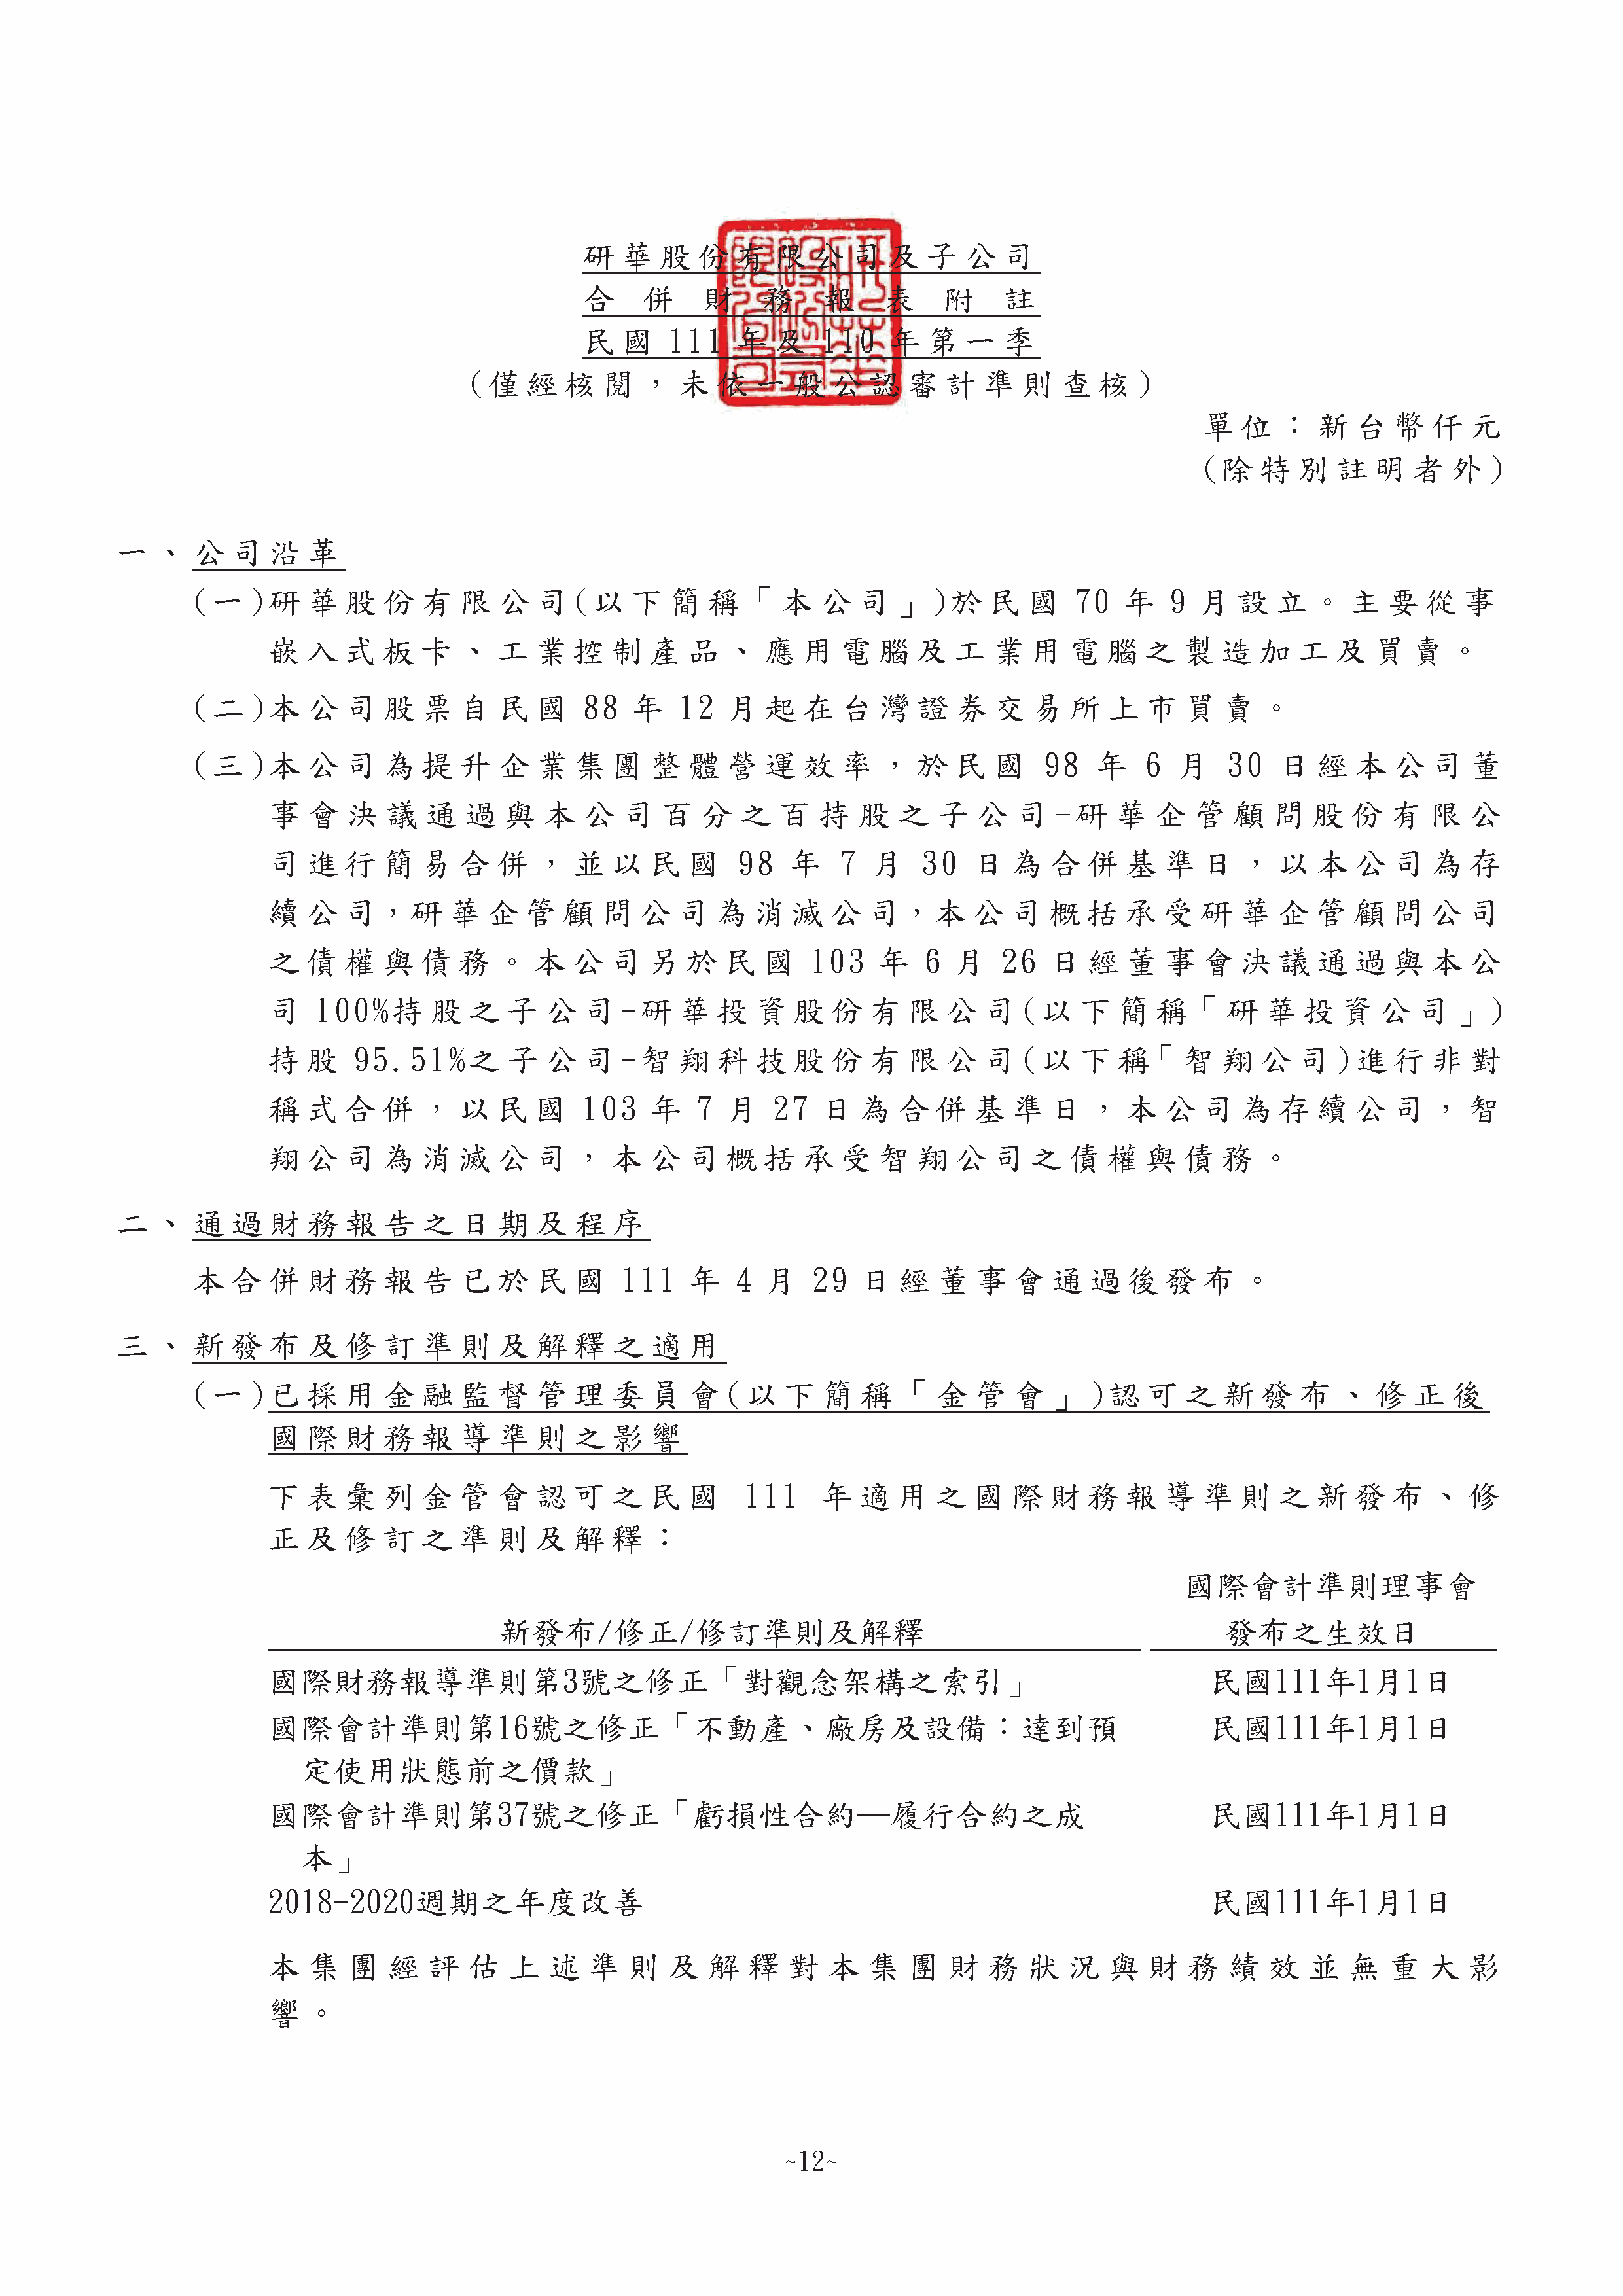 研華股份有限公司及子公司
合併財務報表附註
民國 111 年及 110 年第一季
(僅經核閱，未依一般公認審計準則查核)
單位：新台幣仟元
(除特別註明者外)
一、公司沿革
(一)研華股份有限公司(以下簡稱「本公司」)於民國 70 年 9 月設立。主要從事
嵌入式板卡、工業控制產品、應用電腦及工業用電腦之製造加工及買賣。
(二)本公司股票自民國 88 年 12 月起在台灣證券交易所上市買賣。
(三)本公司為提升企業集團整體營運效率，於民國 98 年 6 月 30 日經本公司董
事會決議通過與本公司百分之百持股之子公司-研華企管顧問股份有限公
司進行簡易合併，並以民國 98 年 7 月 30 日為合併基準日，以本公司為存
續公司，研華企管顧問公司為消滅公司，本公司概括承受研華企管顧問公司
之債權與債務。本公司另於民國 103 年 6 月 26 日經董事會決議通過與本公
司 100%持股之子公司-研華投資股份有限公司(以下簡稱「研華投資公司」)
持股 95.51%之子公司-智翔科技股份有限公司(以下稱「智翔公司)進行非對
稱式合併，以民國 103 年 7 月 27 日為合併基準日，本公司為存續公司，智
翔公司為消滅公司，本公司概括承受智翔公司之債權與債務。
二、通過財務報告之日期及程序
本合併財務報告已於民國 111 年 4 月 29 日經董事會通過後發布。
三、新發布及修訂準則及解釋之適用
(一)已採用金融監督管理委員會(以下簡稱「金管會」)認可之新發布、修正後
國際財務報導準則之影響
下表彙列金管會認可之民國 111 年適用之國際財務報導準則之新發布、修
正及修訂之準則及解釋：
國際會計準則理事會
新發布/修正/修訂準則及解釋 發布之生效日
國際財務報導準則第3號之修正「對觀念架構之索引」 民國111年1月1日
國際會計準則第16號之修正「不動產、廠房及設備：達到預 民國111年1月1日
定使用狀態前之價款」
國際會計準則第37號之修正「虧損性合約—履行合約之成 民國111年1月1日
本」
2018-2020週期之年度改善 民國111年1月1日
本集團經評估上述準則及解釋對本集團財務狀況與財務績效並無重大影
響。
~12~